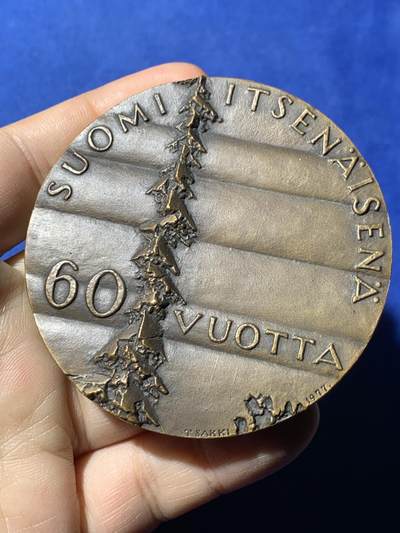 SUOMI ITSENÄISENÄ
60 VUOTTA
T. SAKKI
1977.